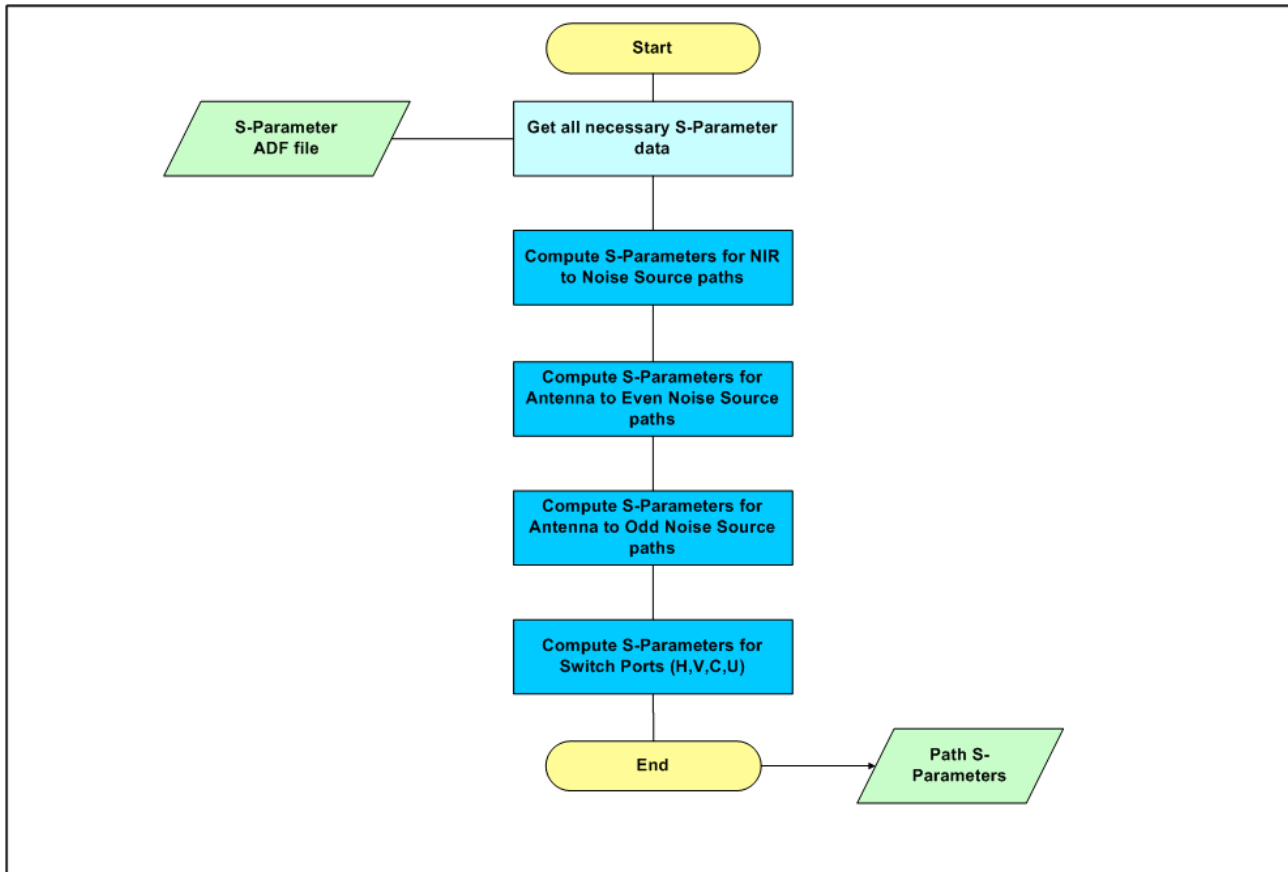 Start
S-Parameter
ADF file
Get all necessary S-Parameter
data
Compute S-Parameters for NIR
to Noise Source paths
Compute S-Parameters for
Antenna to Even Noise Source
paths
Compute S-Parameters for
Antenna to Odd Noise Source
paths
Compute S-Parameters for
Switch Ports (H,V,C,U)
End
Path S-
Parameters